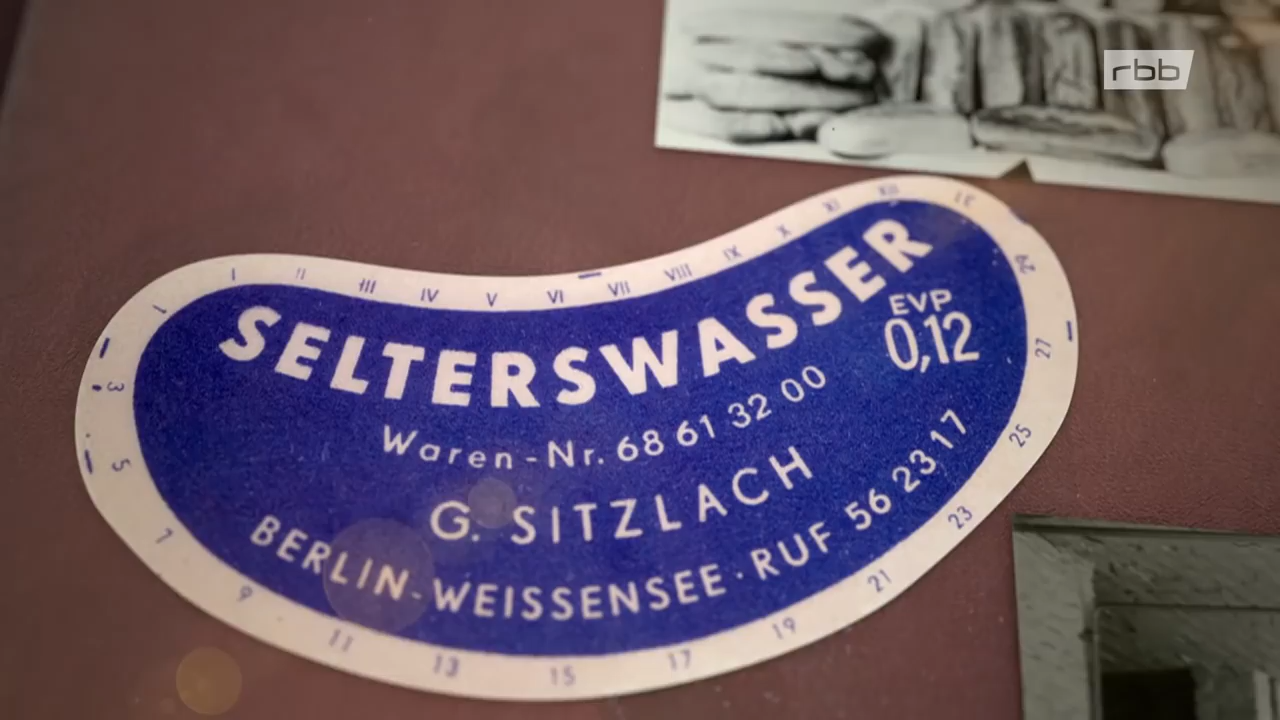 rbb
I II III IV V VI VII VIII IX X XI XII
SELTERSWASSER
EVP
0,12
Waren-Nr. 68 61 32 00
G. SITZLACH
BERLIN-WEISSENSEE · RUF 56 23 17
1 3 5 7 9 11 13 15 17 19 21 23 25 27 29 31